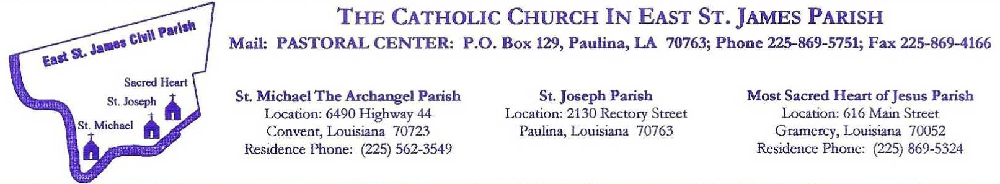 THE CATHOLIC CHURCH IN EAST ST. JAMES PARISH
Mail: PASTORAL CENTER: P.O. Box 129, Paulina, LA 70763; Phone 225-869-5751; Fax 225-869-4166
East St. James Civil Parish
Sacred Heart
St. Joseph
St. Michael
St. Michael The Archangel Parish
Location: 6490 Highway 44
Convent, Louisiana 70723
Residence Phone: (225) 562-3549
St. Joseph Parish
Location: 2130 Rectory Street
Paulina, Louisiana 70763
Most Sacred Heart of Jesus Parish
Location: 616 Main Street
Gramercy, Louisiana 70052
Residence Phone: (225) 869-5324